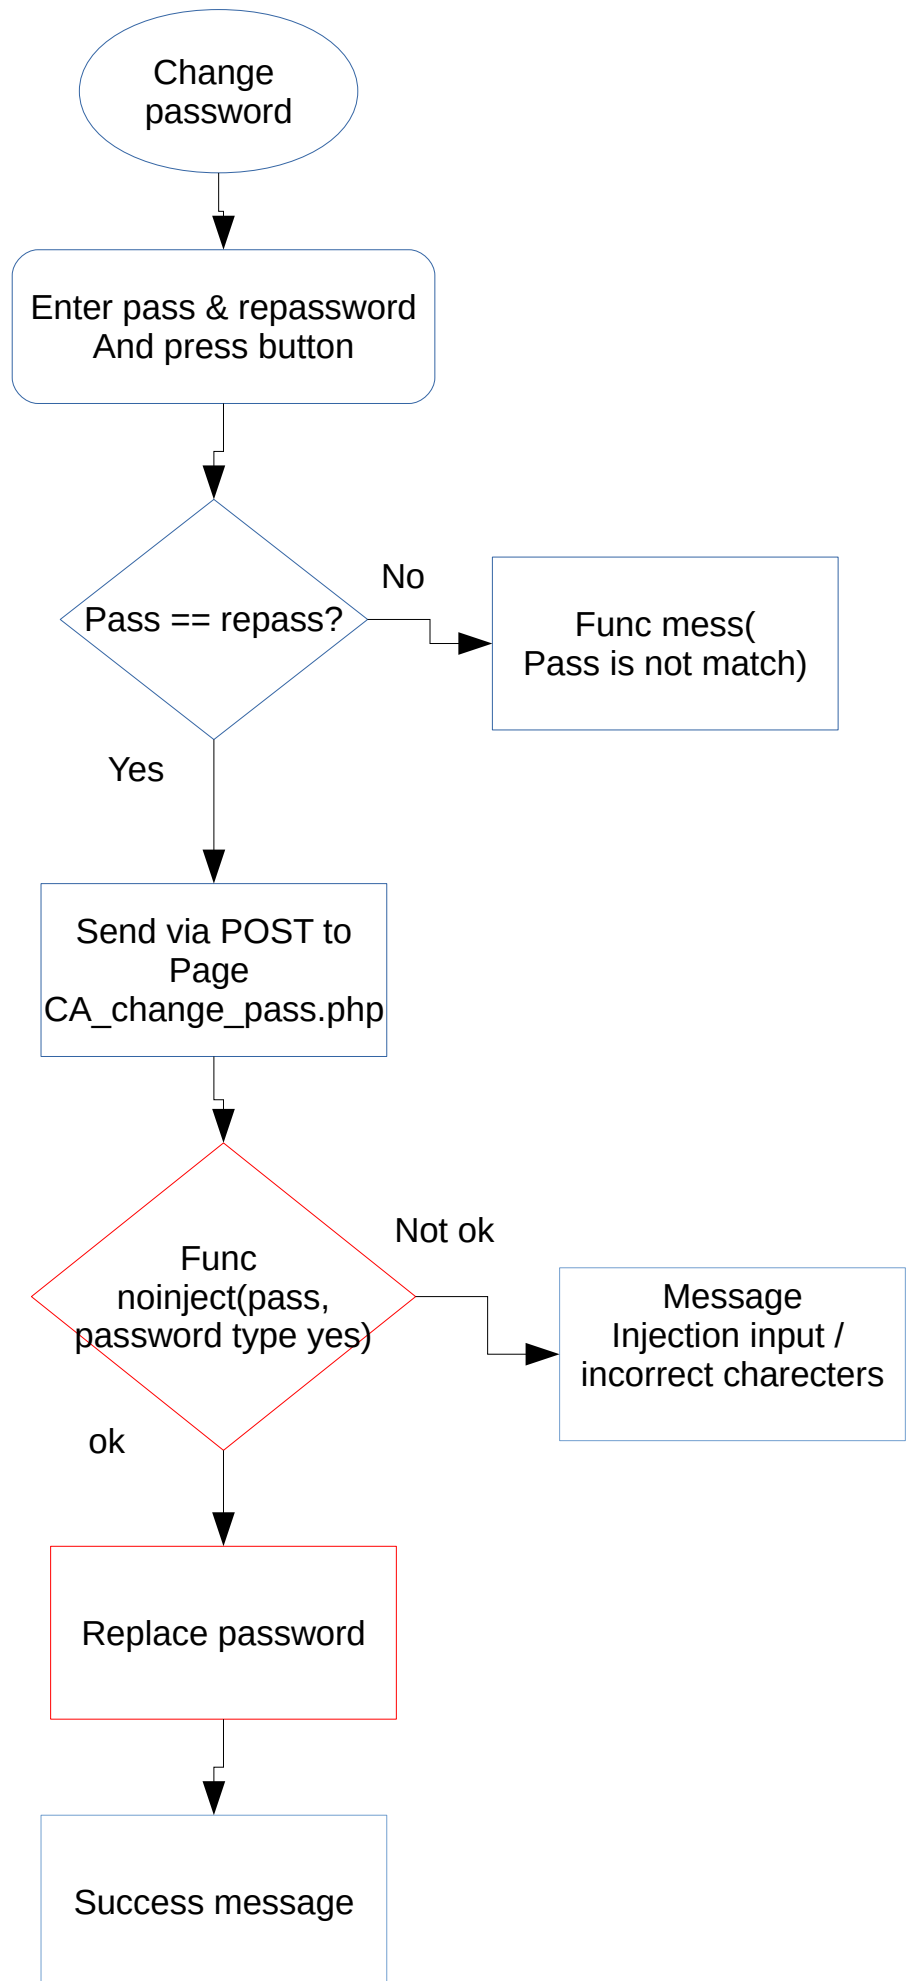 Change
password
Enter pass & repassword
And press button
Pass == repass?
No
Func mess(
Pass is not match)
Yes
Send via POST to
Page
CA_change_pass.php
Func
noinject(pass,
password type yes)
Not ok
Message
Injection input /
incorrect charecters
ok
Replace password
Success message